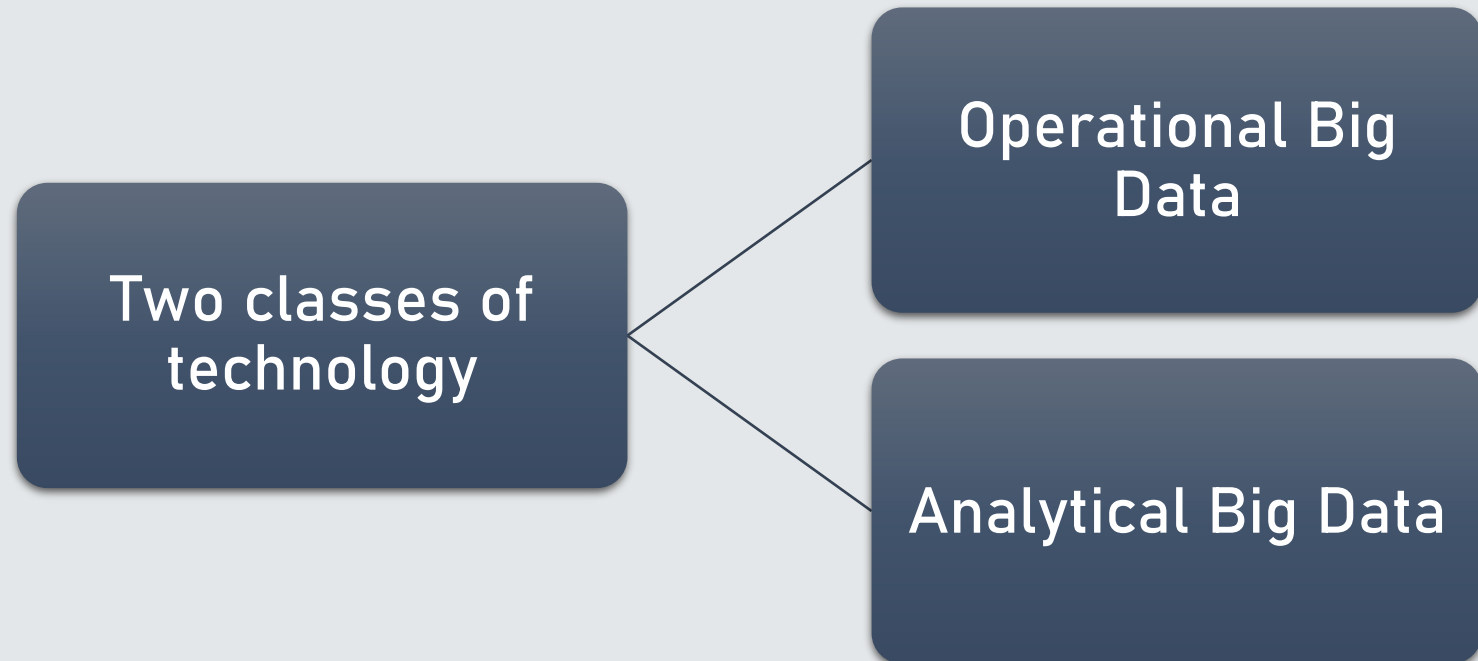 Two classes of
technology
Operational Big
Data
Analytical Big Data